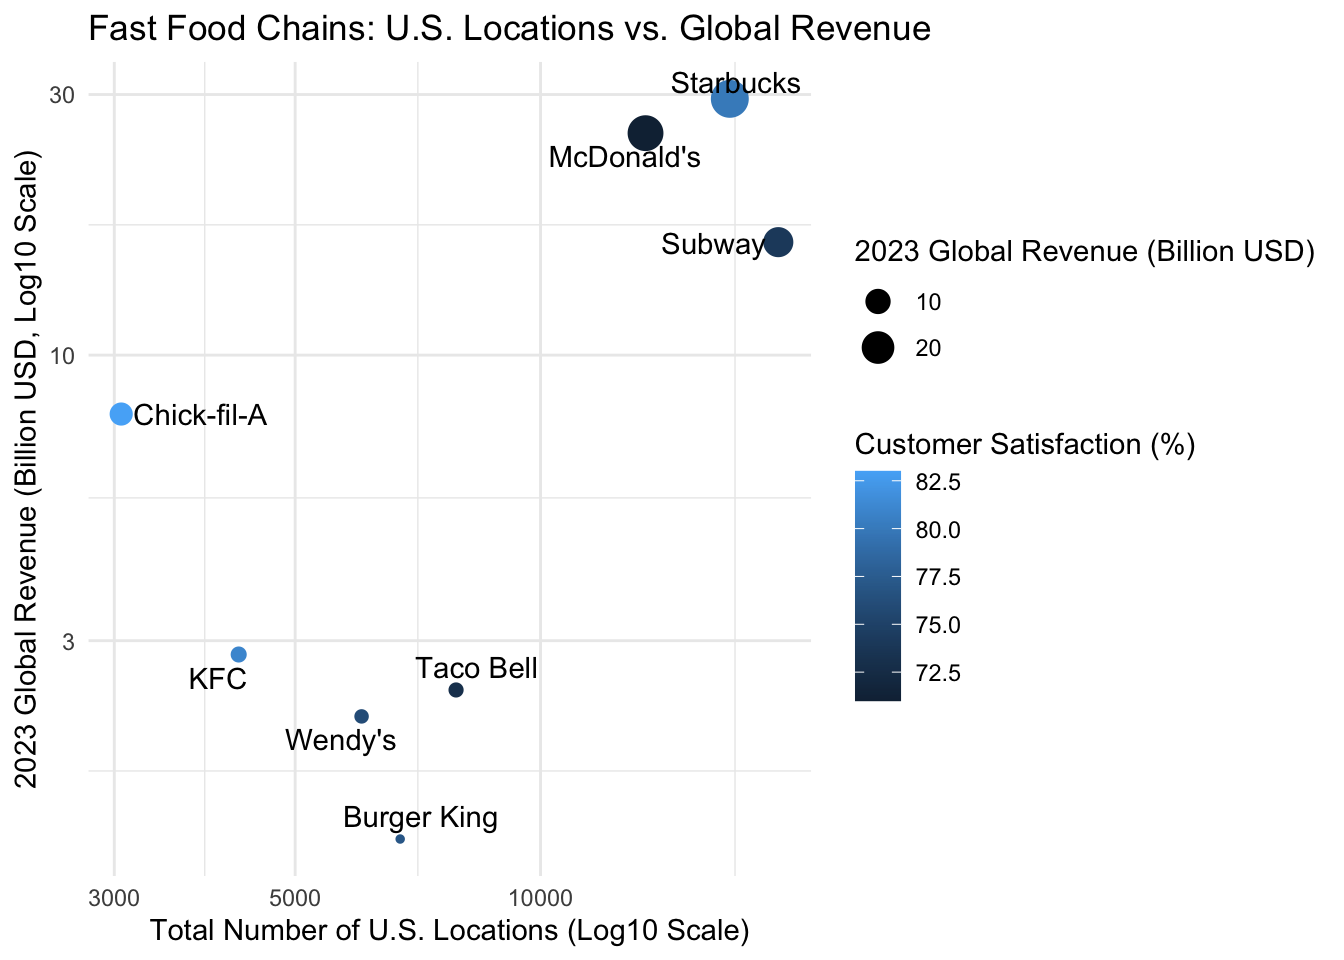 Fast Food Chains: U.S. Locations vs. Global Revenue
2023 Global Revenue (Billion USD, Log10 Scale)
30
10
3
Starbucks
McDonald's
Subway
Chick-fil-A
KFC
Taco Bell
Wendy's
Burger King
3000
5000
10000
Total Number of U.S. Locations (Log10 Scale)
2023 Global Revenue (Billion USD)
10
20
Customer Satisfaction (%)
82.5
80.0
77.5
75.0
72.5